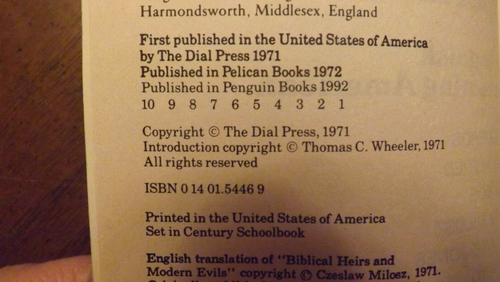 Harmondsworth, Middlesex, England
First published in the United States of America
by The Dial Press 1971
Published in Pelican Books 1972
Published in Penguin Books 1992
10 9 8 7 6 5 4 3 2 1
Copyright © The Dial Press, 1971
Introduction copyright © Thomas C. Wheeler, 1971
All rights reserved
ISBN 0 14 01.5446 9
Printed in the United States of America
Set in Century Schoolbook
English translation of "Biblical Heirs and
Modern Evils" copyright © Czeslaw Milosz, 1971.